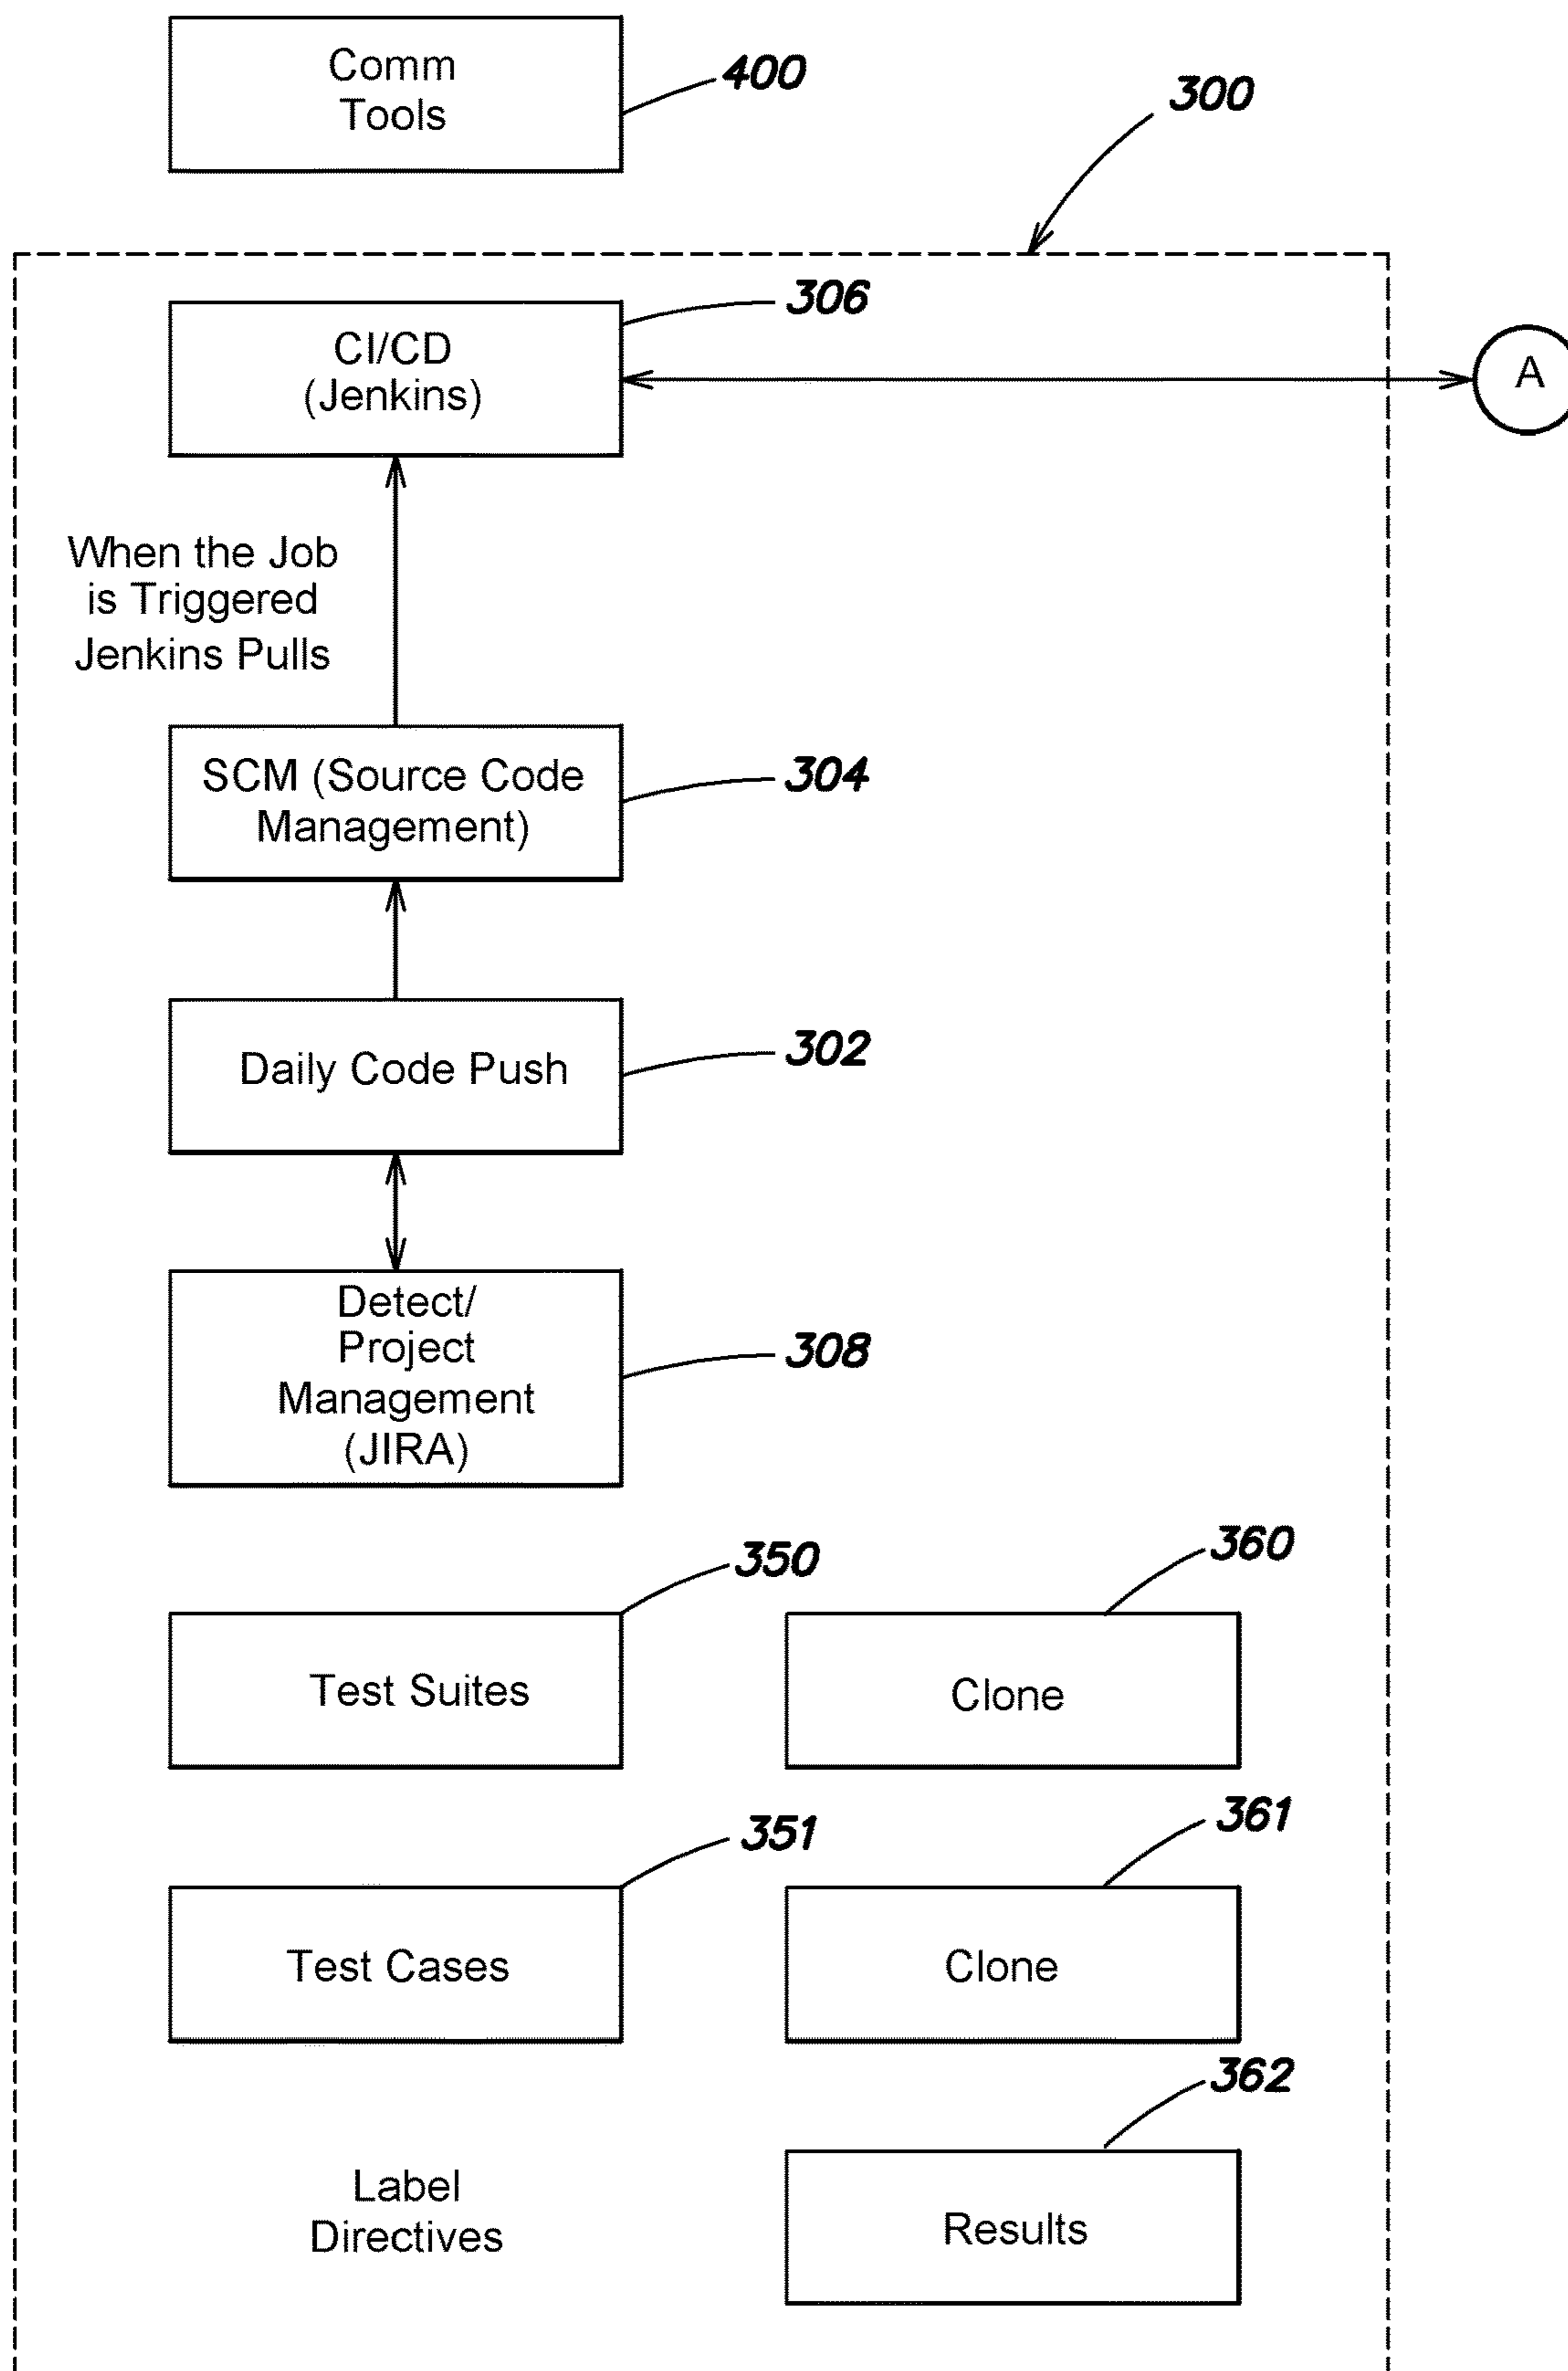 Comm
Tools
400
300
306
CI/CD
(Jenkins)
A
When the Job
is Triggered
Jenkins Pulls
SCM (Source Code
Management)
304
Daily Code Push
302
Detect/
Project
Management
(JIRA)
308
350
360
Test Suites
Clone
351
361
Test Cases
Clone
362
Label
Directives
Results